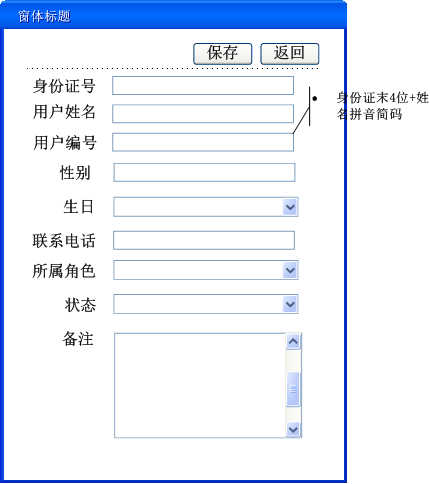 窗体标题
保存 返回
身份证号
用户姓名
用户编号
性别
生日
联系电话
所属角色
状态
备注
• 身份证末4位+姓
名拼音简码